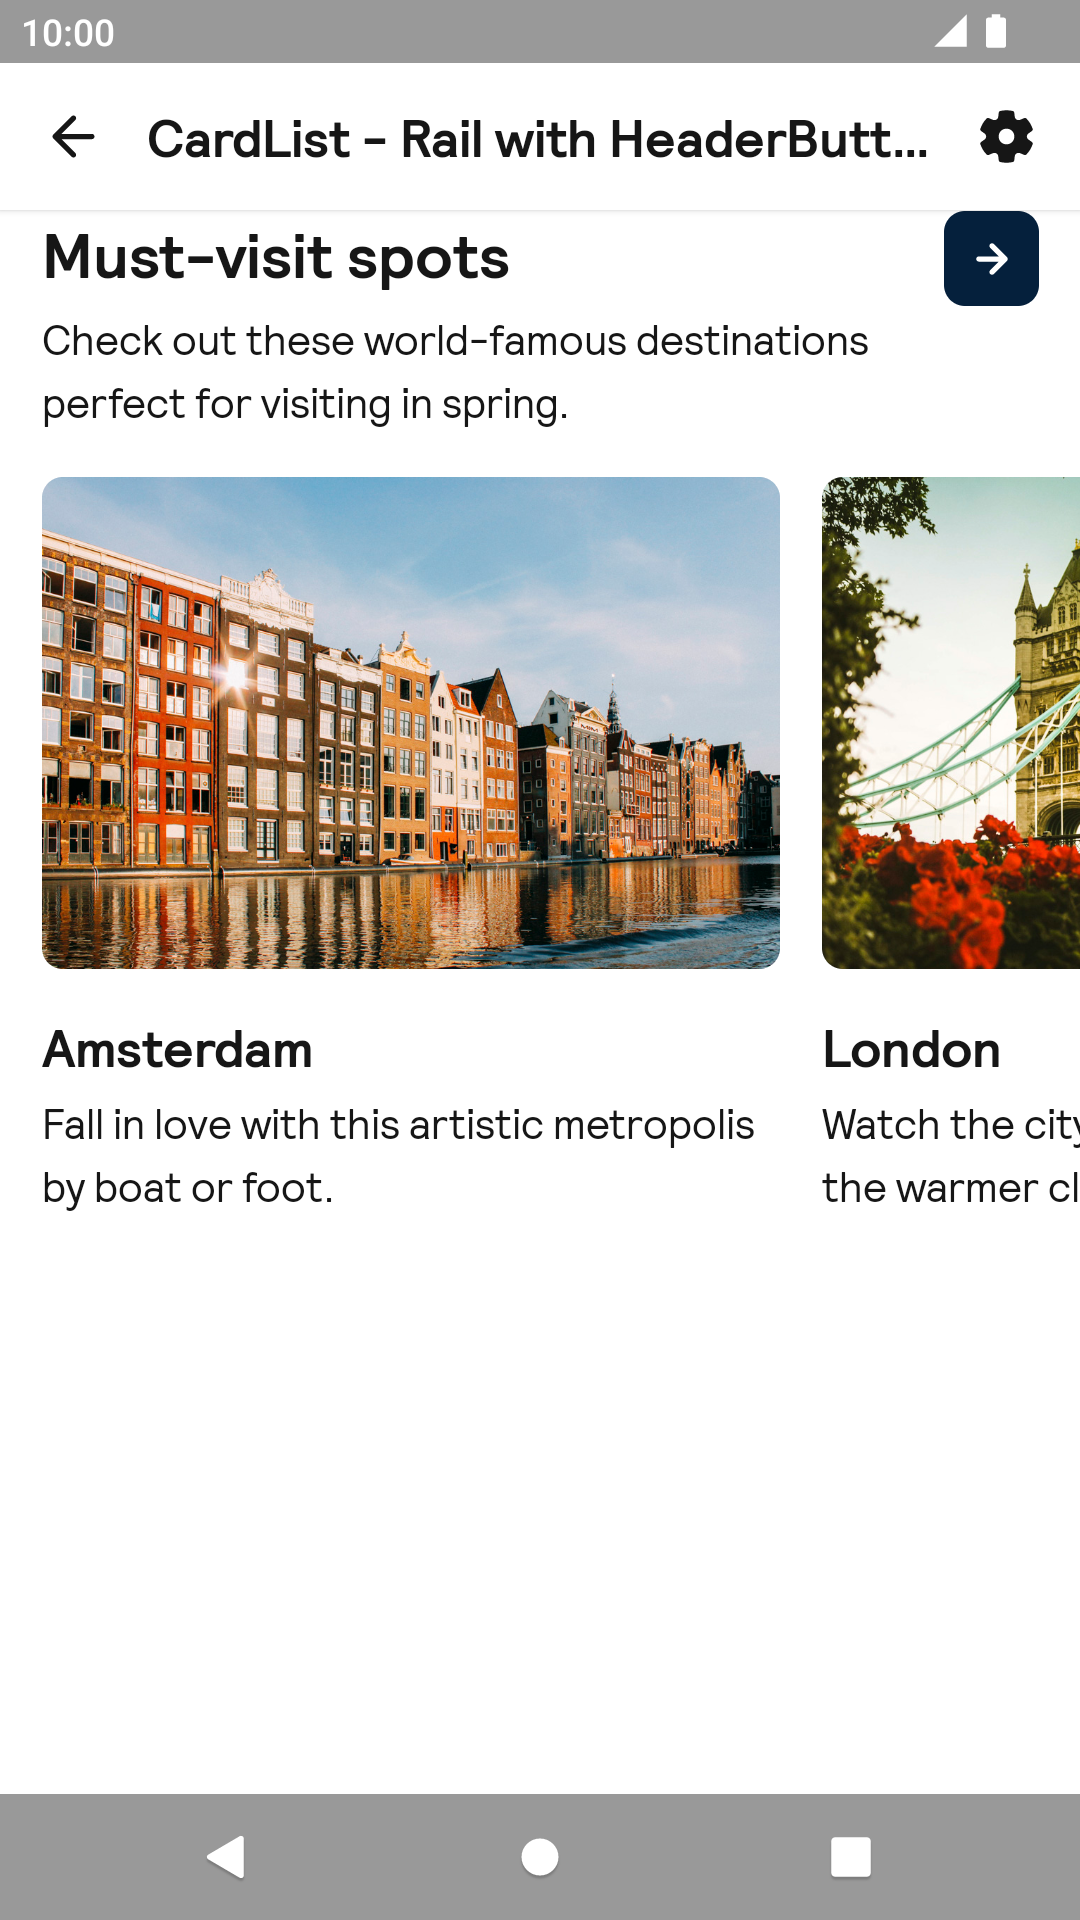 10:00
CardList - Rail with HeaderButt...
Must-visit spots
Check out these world-famous destinations
perfect for visiting in spring.
Amsterdam
Fall in love with this artistic metropolis
by boat or foot.
London
Watch the city
the warmer cl